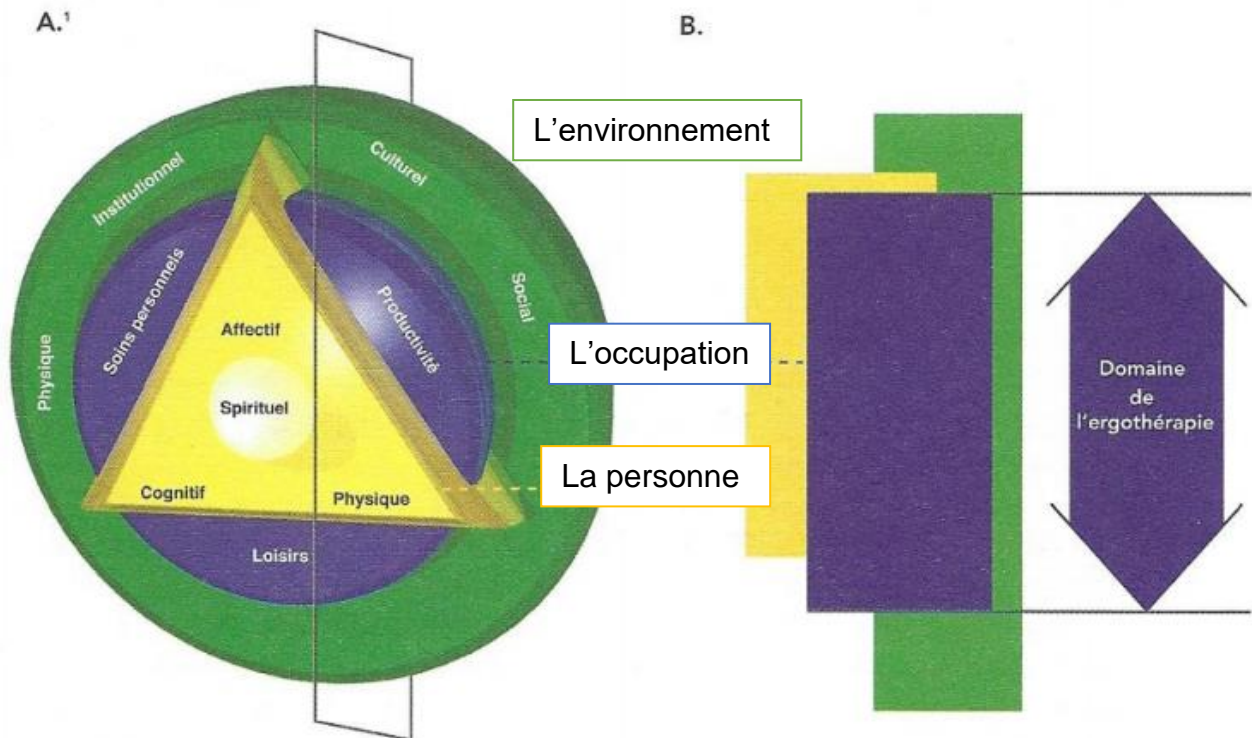 A.¹
B.
L'environnement
Culturel
Institutionnel
Social
Physique
Soins personnels
Productivité
Affectif
L'occupation
Spirituel
Domaine
de
l'ergothérapie
La personne
Cognitif
Physique
Loisirs